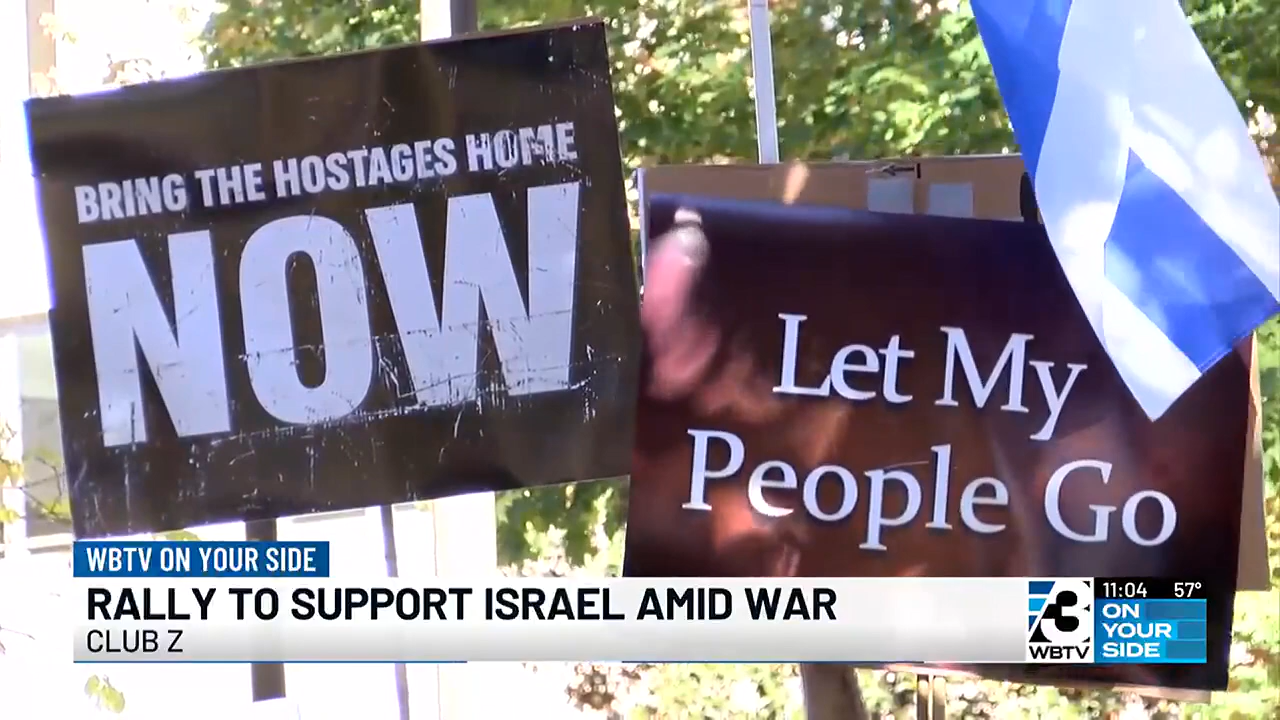 BRING THE HOSTAGES HOME
NOW
Let My
People Go
WBTV ON YOUR SIDE
RALLY TO SUPPORT ISRAEL AMID WAR
CLUB Z
3
WBTV
11:04 57°
ON
YOUR
SIDE